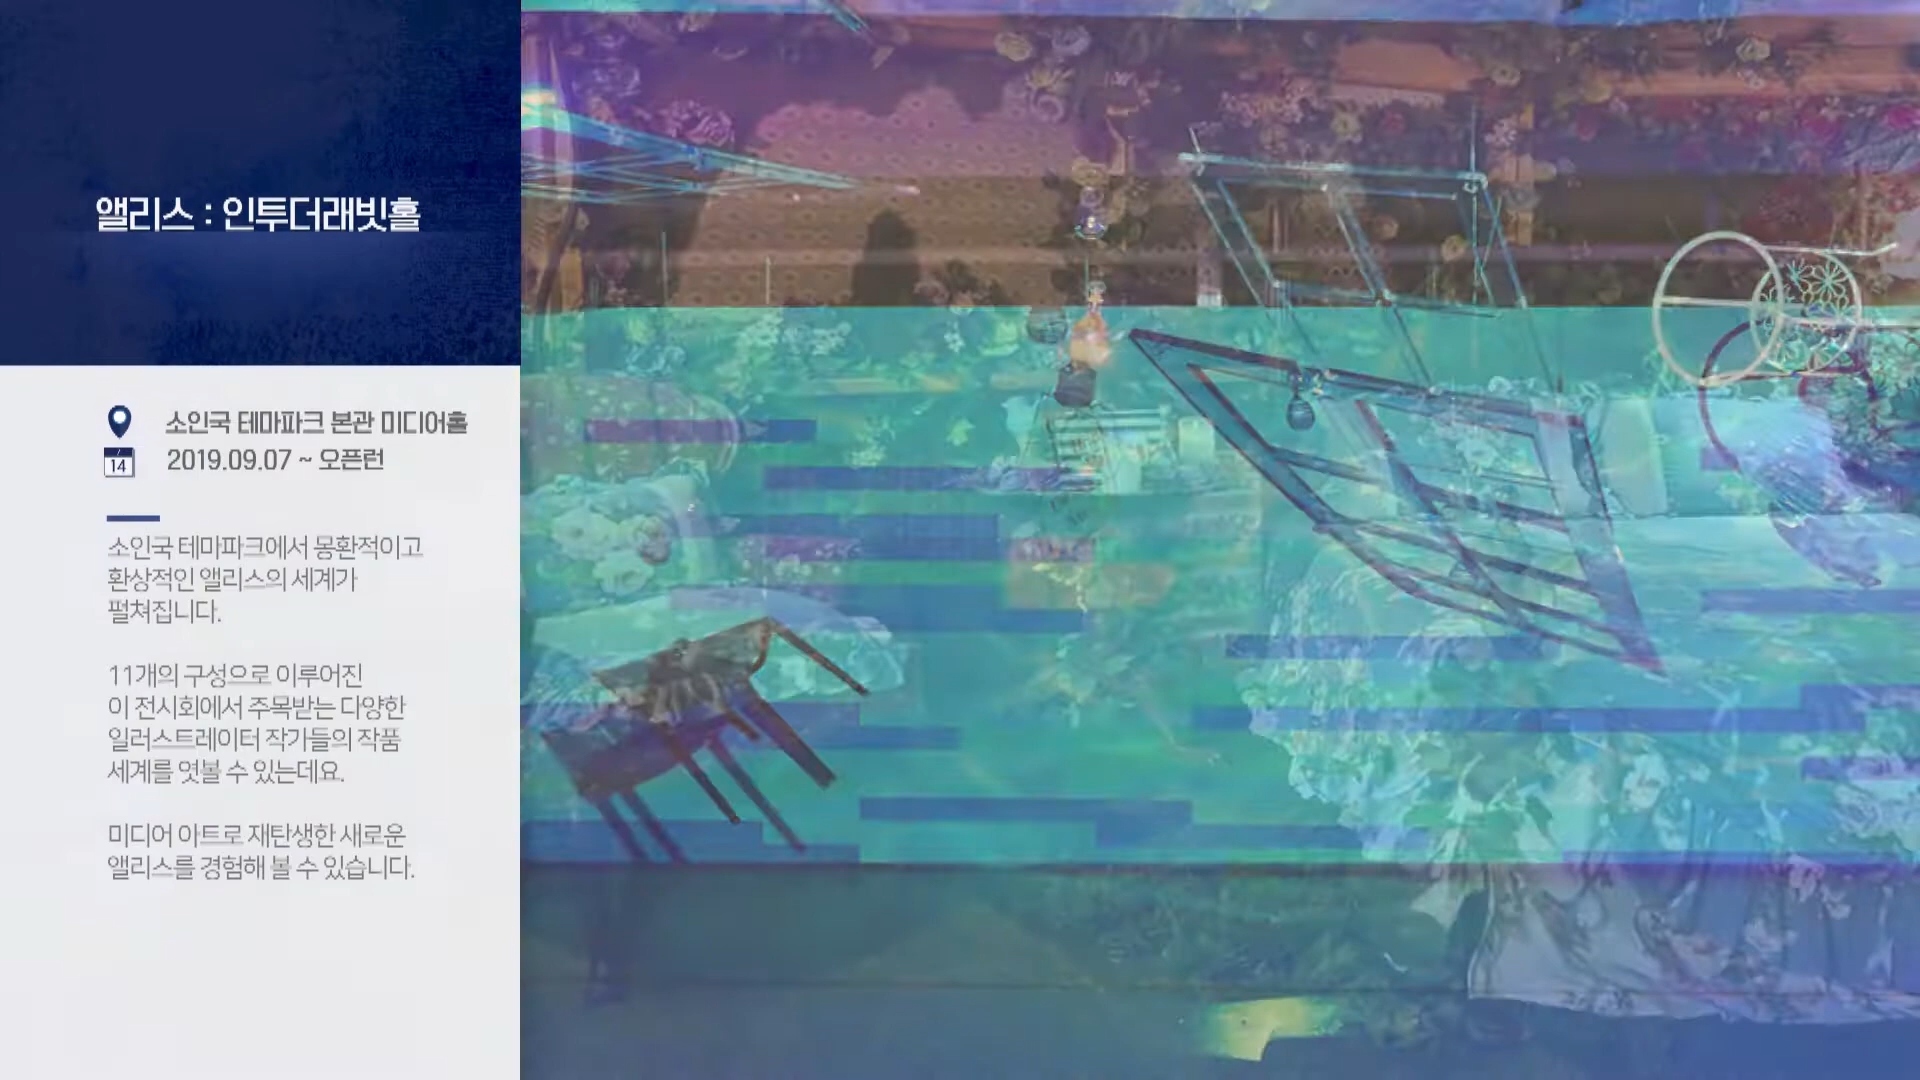 앨리스 : 인투더래빗홀
소인국 테마파크 본관 미디어홀
14
2019.09.07 ~ 오픈런
소인국 테마파크에서 몽환적이고
환상적인 앨리스의 세계가
펼쳐집니다.
11개의 구성으로 이루어진
이 전시회에서 주목받는 다양한
일러스트레이터 작가들의 작품
세계를 엿볼 수 있는데요.
미디어 아트로 재탄생한 새로운
앨리스를 경험해 볼 수 있습니다.